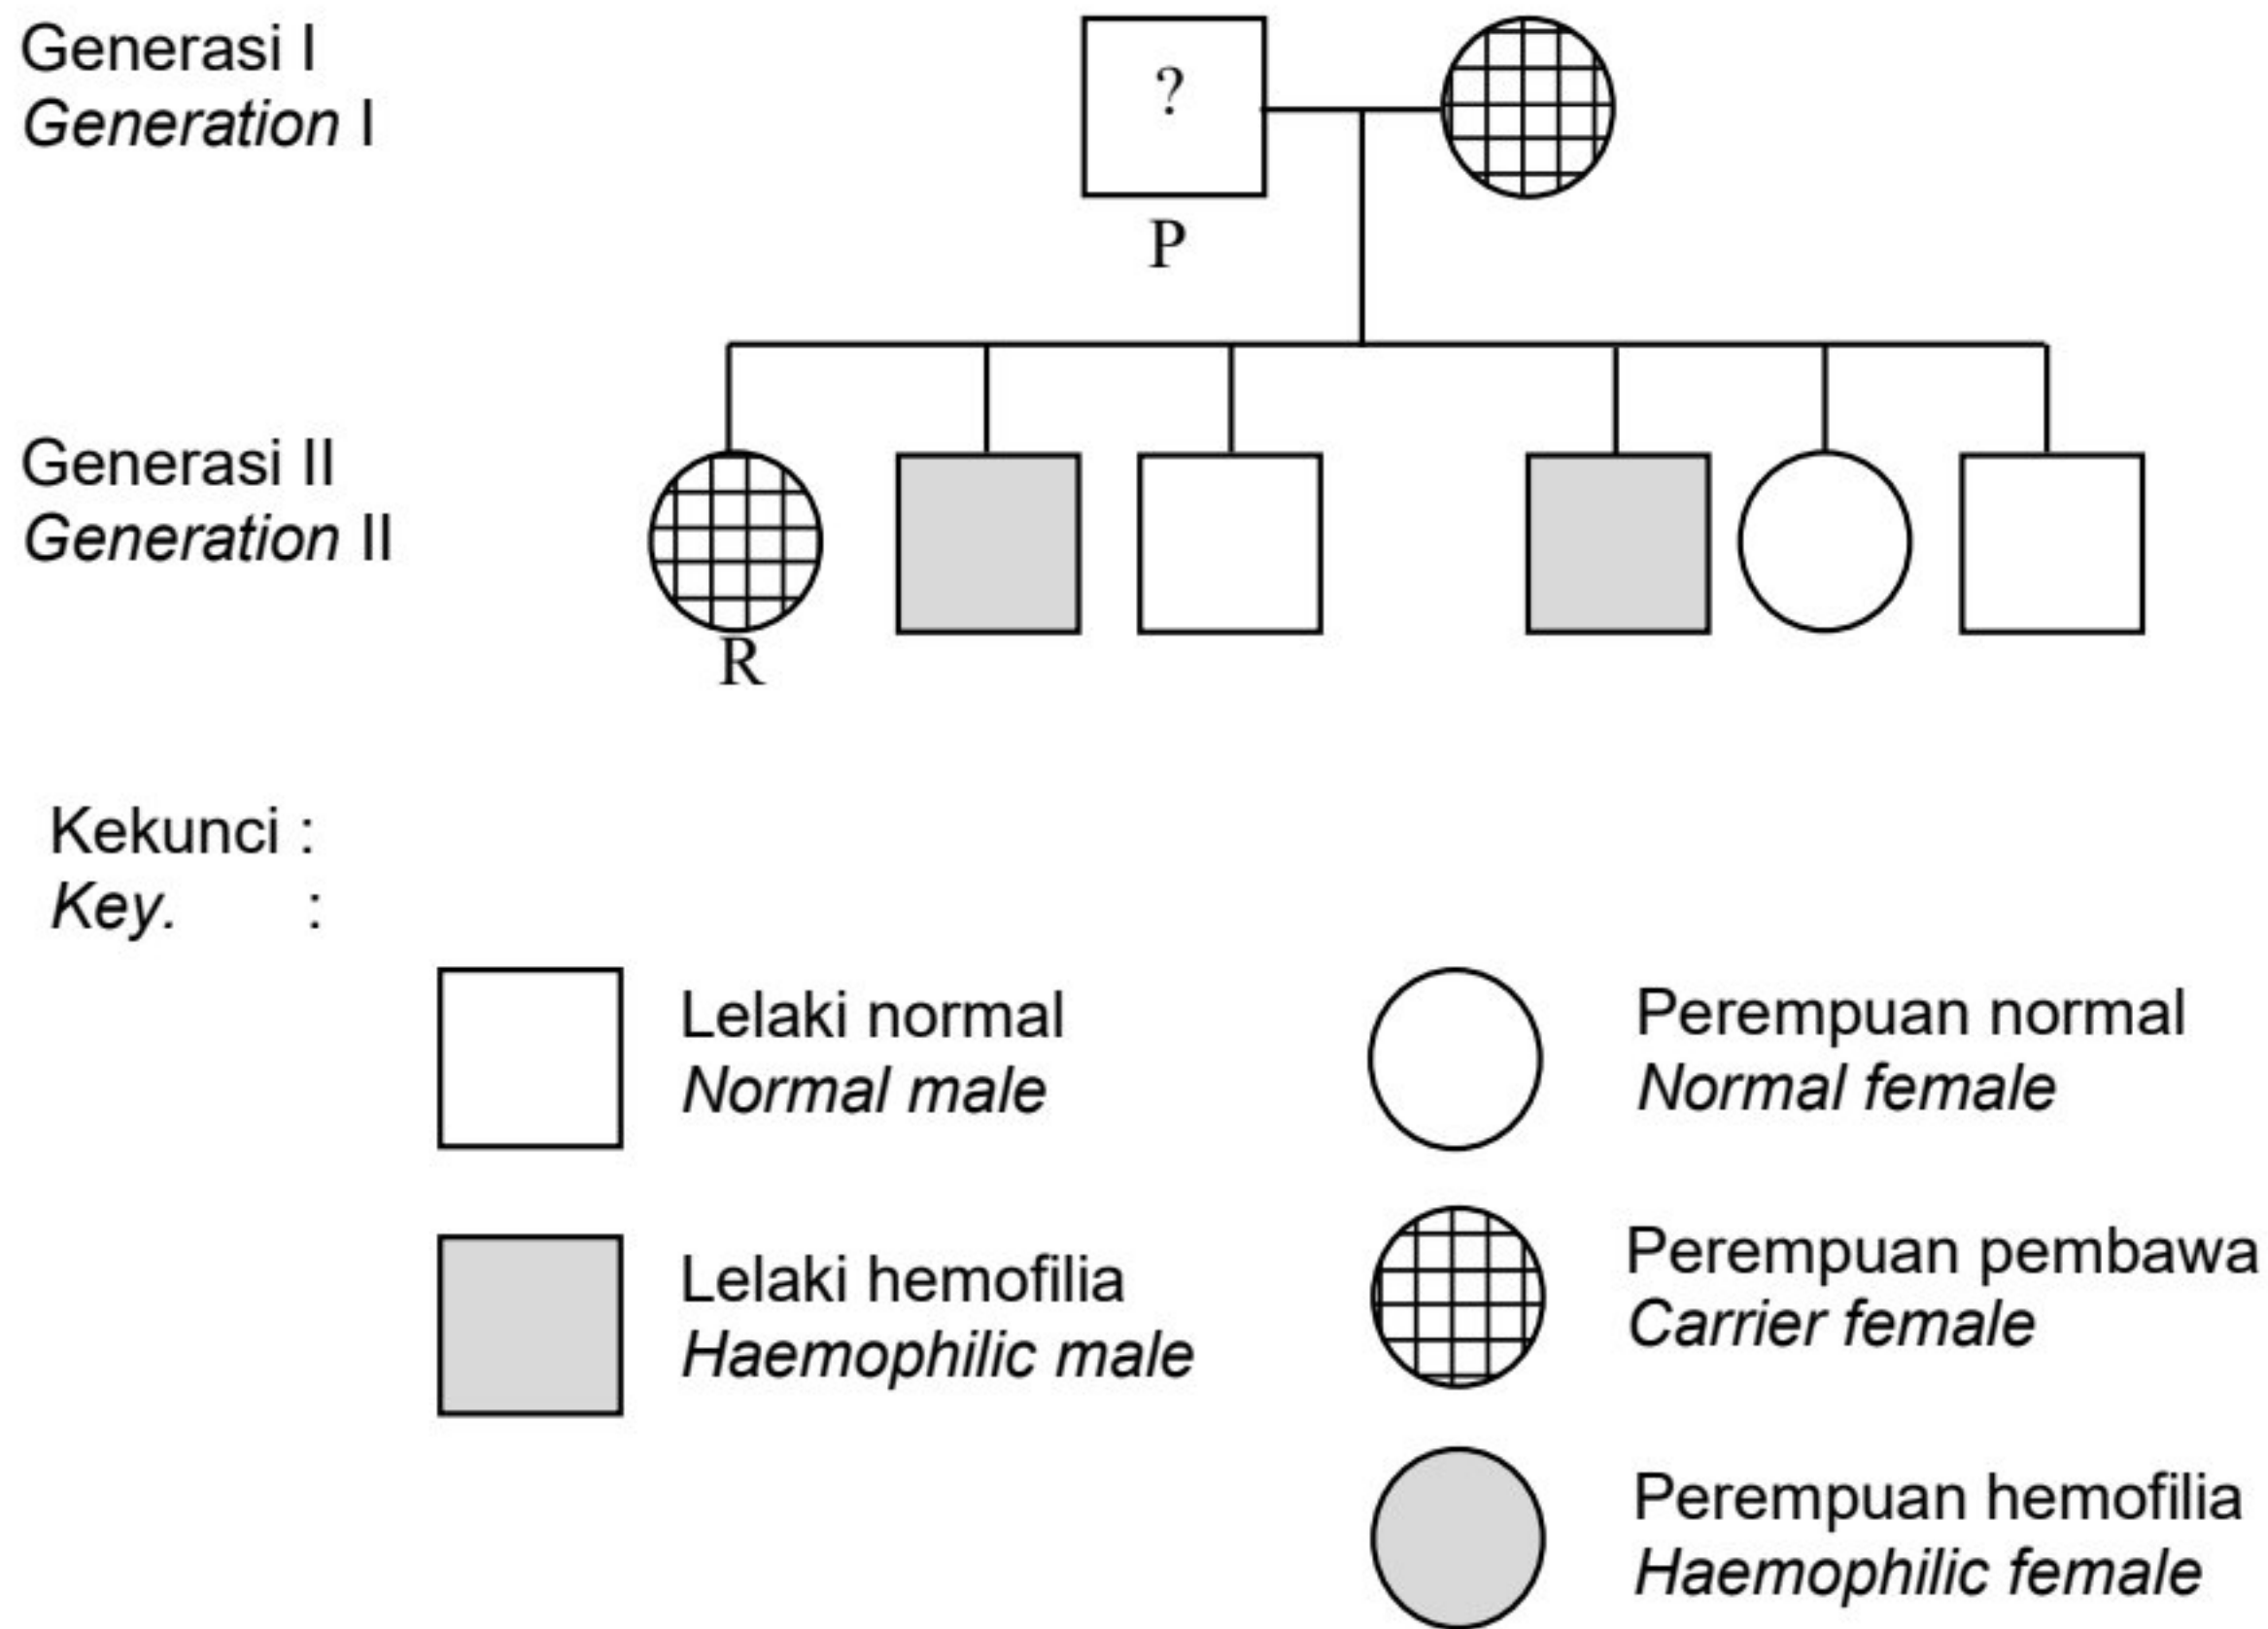 Generasi I
Generation I
?
P
Generasi II
Generation II
R
Kekunci :
Key. :
Lelaki normal
Normal male
Perempuan normal
Normal female
Lelaki hemofilia
Haemophilic male
Perempuan pembawa
Carrier female
Perempuan hemofilia
Haemophilic female